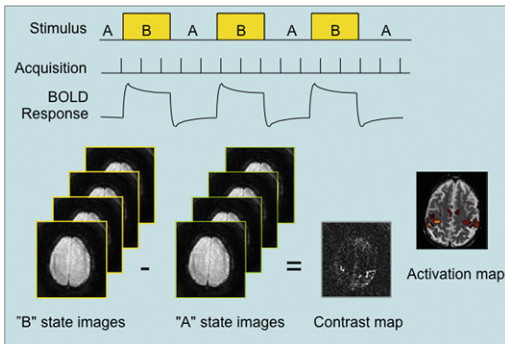 Stimulus
A B A B A B A
Acquisition
BOLD
Response
-
=
Activation map
"B" state images
"A" state images
Contrast map